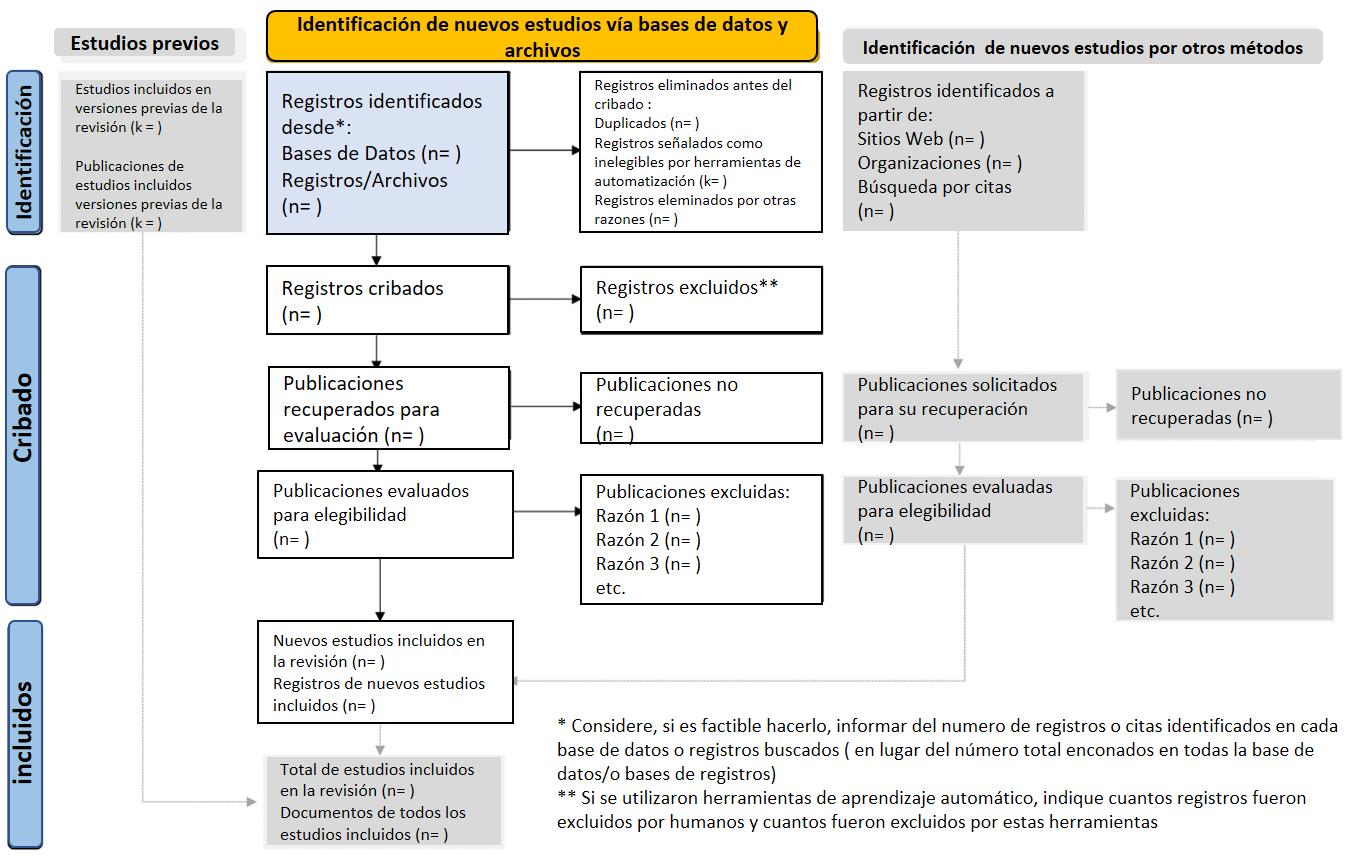 Estudios previos
Identificación de nuevos estudios vía bases de datos y
archivos
Identificación  de nuevos estudios por otros métodos
Identificación
Estudios incluidos en
versiones previas de la
revisión (k = )
Publicaciones de
estudios incluidos
versiones previas de la
revisión (k = )
Registros identificados
desde*:
Bases de Datos (n= )
Registros/Archivos
(n= )
Registros eliminados antes del
cribado :
Duplicados (n= )
Registros señalados como
inelegibles por herramientas de
automatización (k= )
Registros eleminados por otras
razones (n= )
Registros identificados a
partir de:
Sitios Web (n= )
Organizaciones (n= )
Búsqueda por citas
(n= )
Cribado
Registros cribados
(n= )
Registros excluidos**
(n= )
Publicaciones
recuperados para
evaluación (n= )
Publicaciones no
recuperadas
(n= )
Publicaciones solicitados
para su recuperación
(n= )
Publicaciones no
recuperadas (n= )
Publicaciones evaluados
para elegibilidad
(n= )
Publicaciones excluidas:
Razón 1 (n= )
Razón 2 (n= )
Razón 3 (n= )
etc.
Publicaciones evaluadas
para elegibilidad
(n= )
Publicaciones
excluidas:
Razón 1 (n= )
Razón 2 (n= )
Razón 3 (n= )
etc.
incluidos
Nuevos estudios incluidos en
la revisión (n= )
Registros de nuevos estudios
incluidos (n= )
Total de estudios incluidos
en la revisión (n= )
Documentos de todos los
estudios incluidos (n= )
* Considere, si es factible hacerlo, informar del numero de registros o citas identificados en cada
base de datos o registros buscados ( en lugar del número total enconados en todas la base de
datos/o bases de registros)
** Si se utilizaron herramientas de aprendizaje automático, indique cuantos registros fueron
excluidos por humanos y cuantos fueron excluidos por estas herramientas